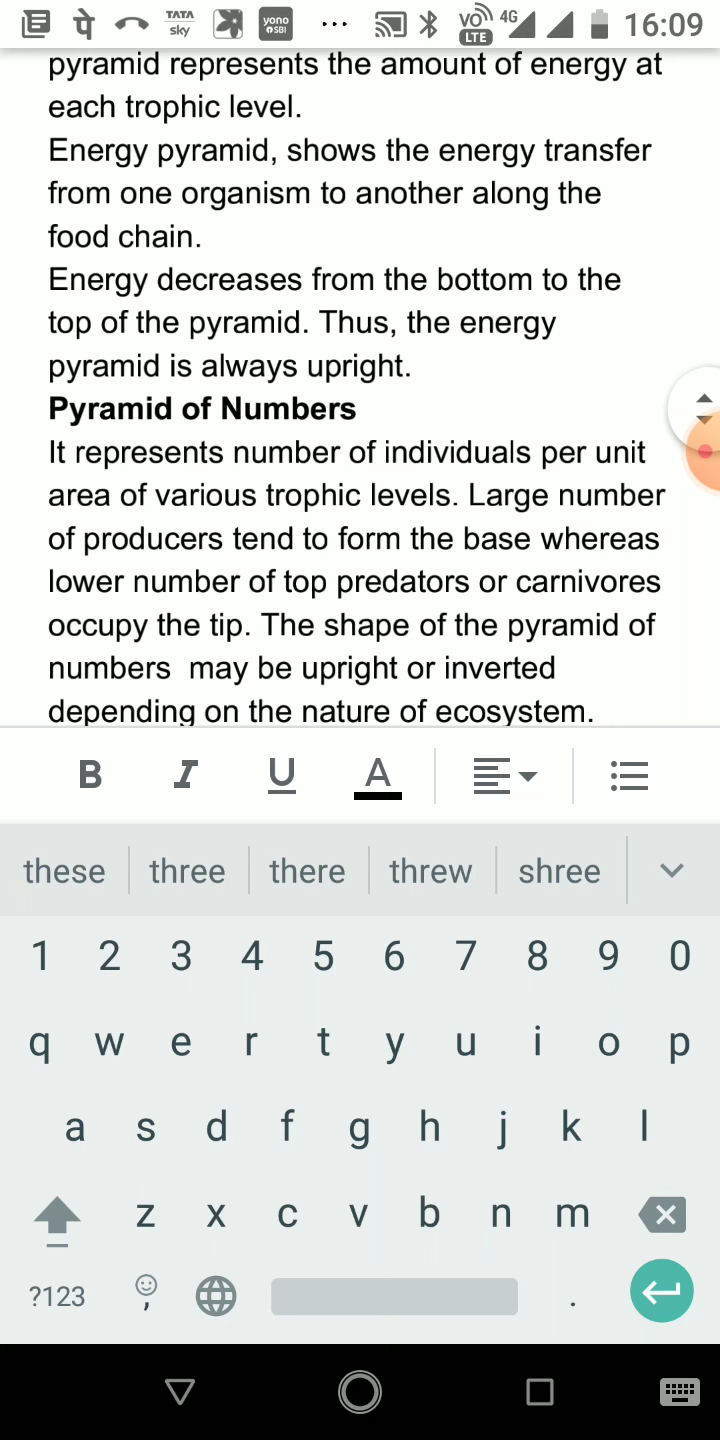 पे TATA sky yono SBI ... VO LTE 4G 16:09
pyramid represents the amount of energy at
each trophic level.
Energy pyramid, shows the energy transfer
from one organism to another along the
food chain.
Energy decreases from the bottom to the
top of the pyramid. Thus, the energy
pyramid is always upright.
Pyramid of Numbers
It represents number of individuals per unit
area of various trophic levels. Large number
of producers tend to form the base whereas
lower number of top predators or carnivores
occupy the tip. The shape of the pyramid of
numbers  may be upright or inverted
depending on the nature of ecosystem.
B I U A
these three there threw shree
1 2 3 4 5 6 7 8 9 0
q w e r t y u i o p
a s d f g h j k l
z x c v b n m
?123 , .